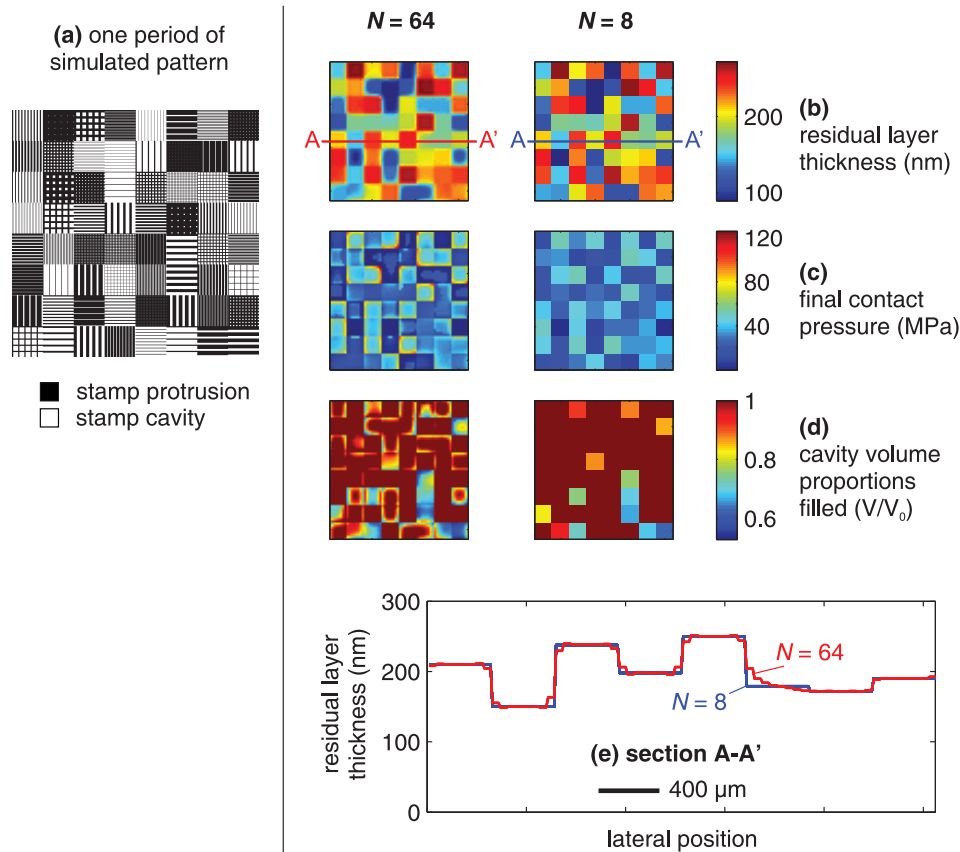 (a) one period of
simulated pattern
stamp protrusion
stamp cavity
N = 64
N = 8
A
A'
A
A'
200
100
(b)
residual layer
thickness (nm)
120
80
40
(c)
final contact
pressure (MPa)
1
0.8
0.6
(d)
cavity volume
proportions
filled (V/V₀)
residual layer
thickness (nm)
300
200
100
0
N = 64
N = 8
(e) section A-A'
400 µm
lateral position